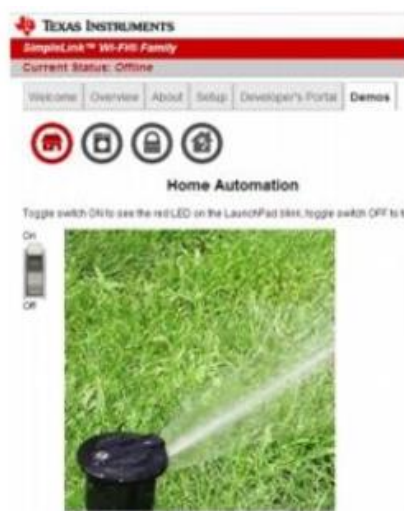 TEXAS INSTRUMENTS
SimpleLink™ Wi-Fi® Family
Current Status: Offline
Welcome Overview About Setup Developer's Portal Demos
Home Automation
Toggle switch ON to see the red LED on the LaunchPad blink, toggle switch OFF to t
On
Off